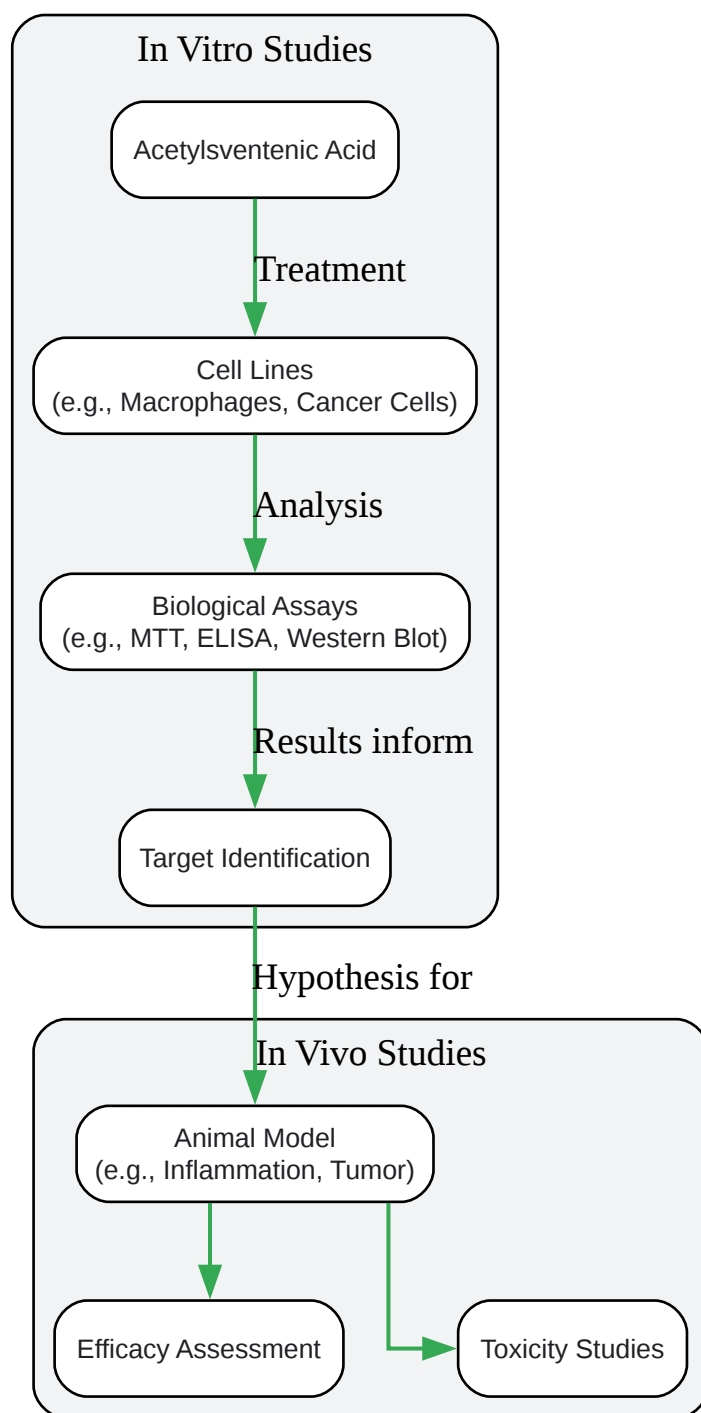 In Vitro Studies
Acetylsventenic Acid
Treatment
Cell Lines
(e.g., Macrophages, Cancer Cells)
Analysis
Biological Assays
(e.g., MTT, ELISA, Western Blot)
Results inform
Target Identification
Hypothesis for
In Vivo Studies
Animal Model
(e.g., Inflammation, Tumor)
Efficacy Assessment
Toxicity Studies